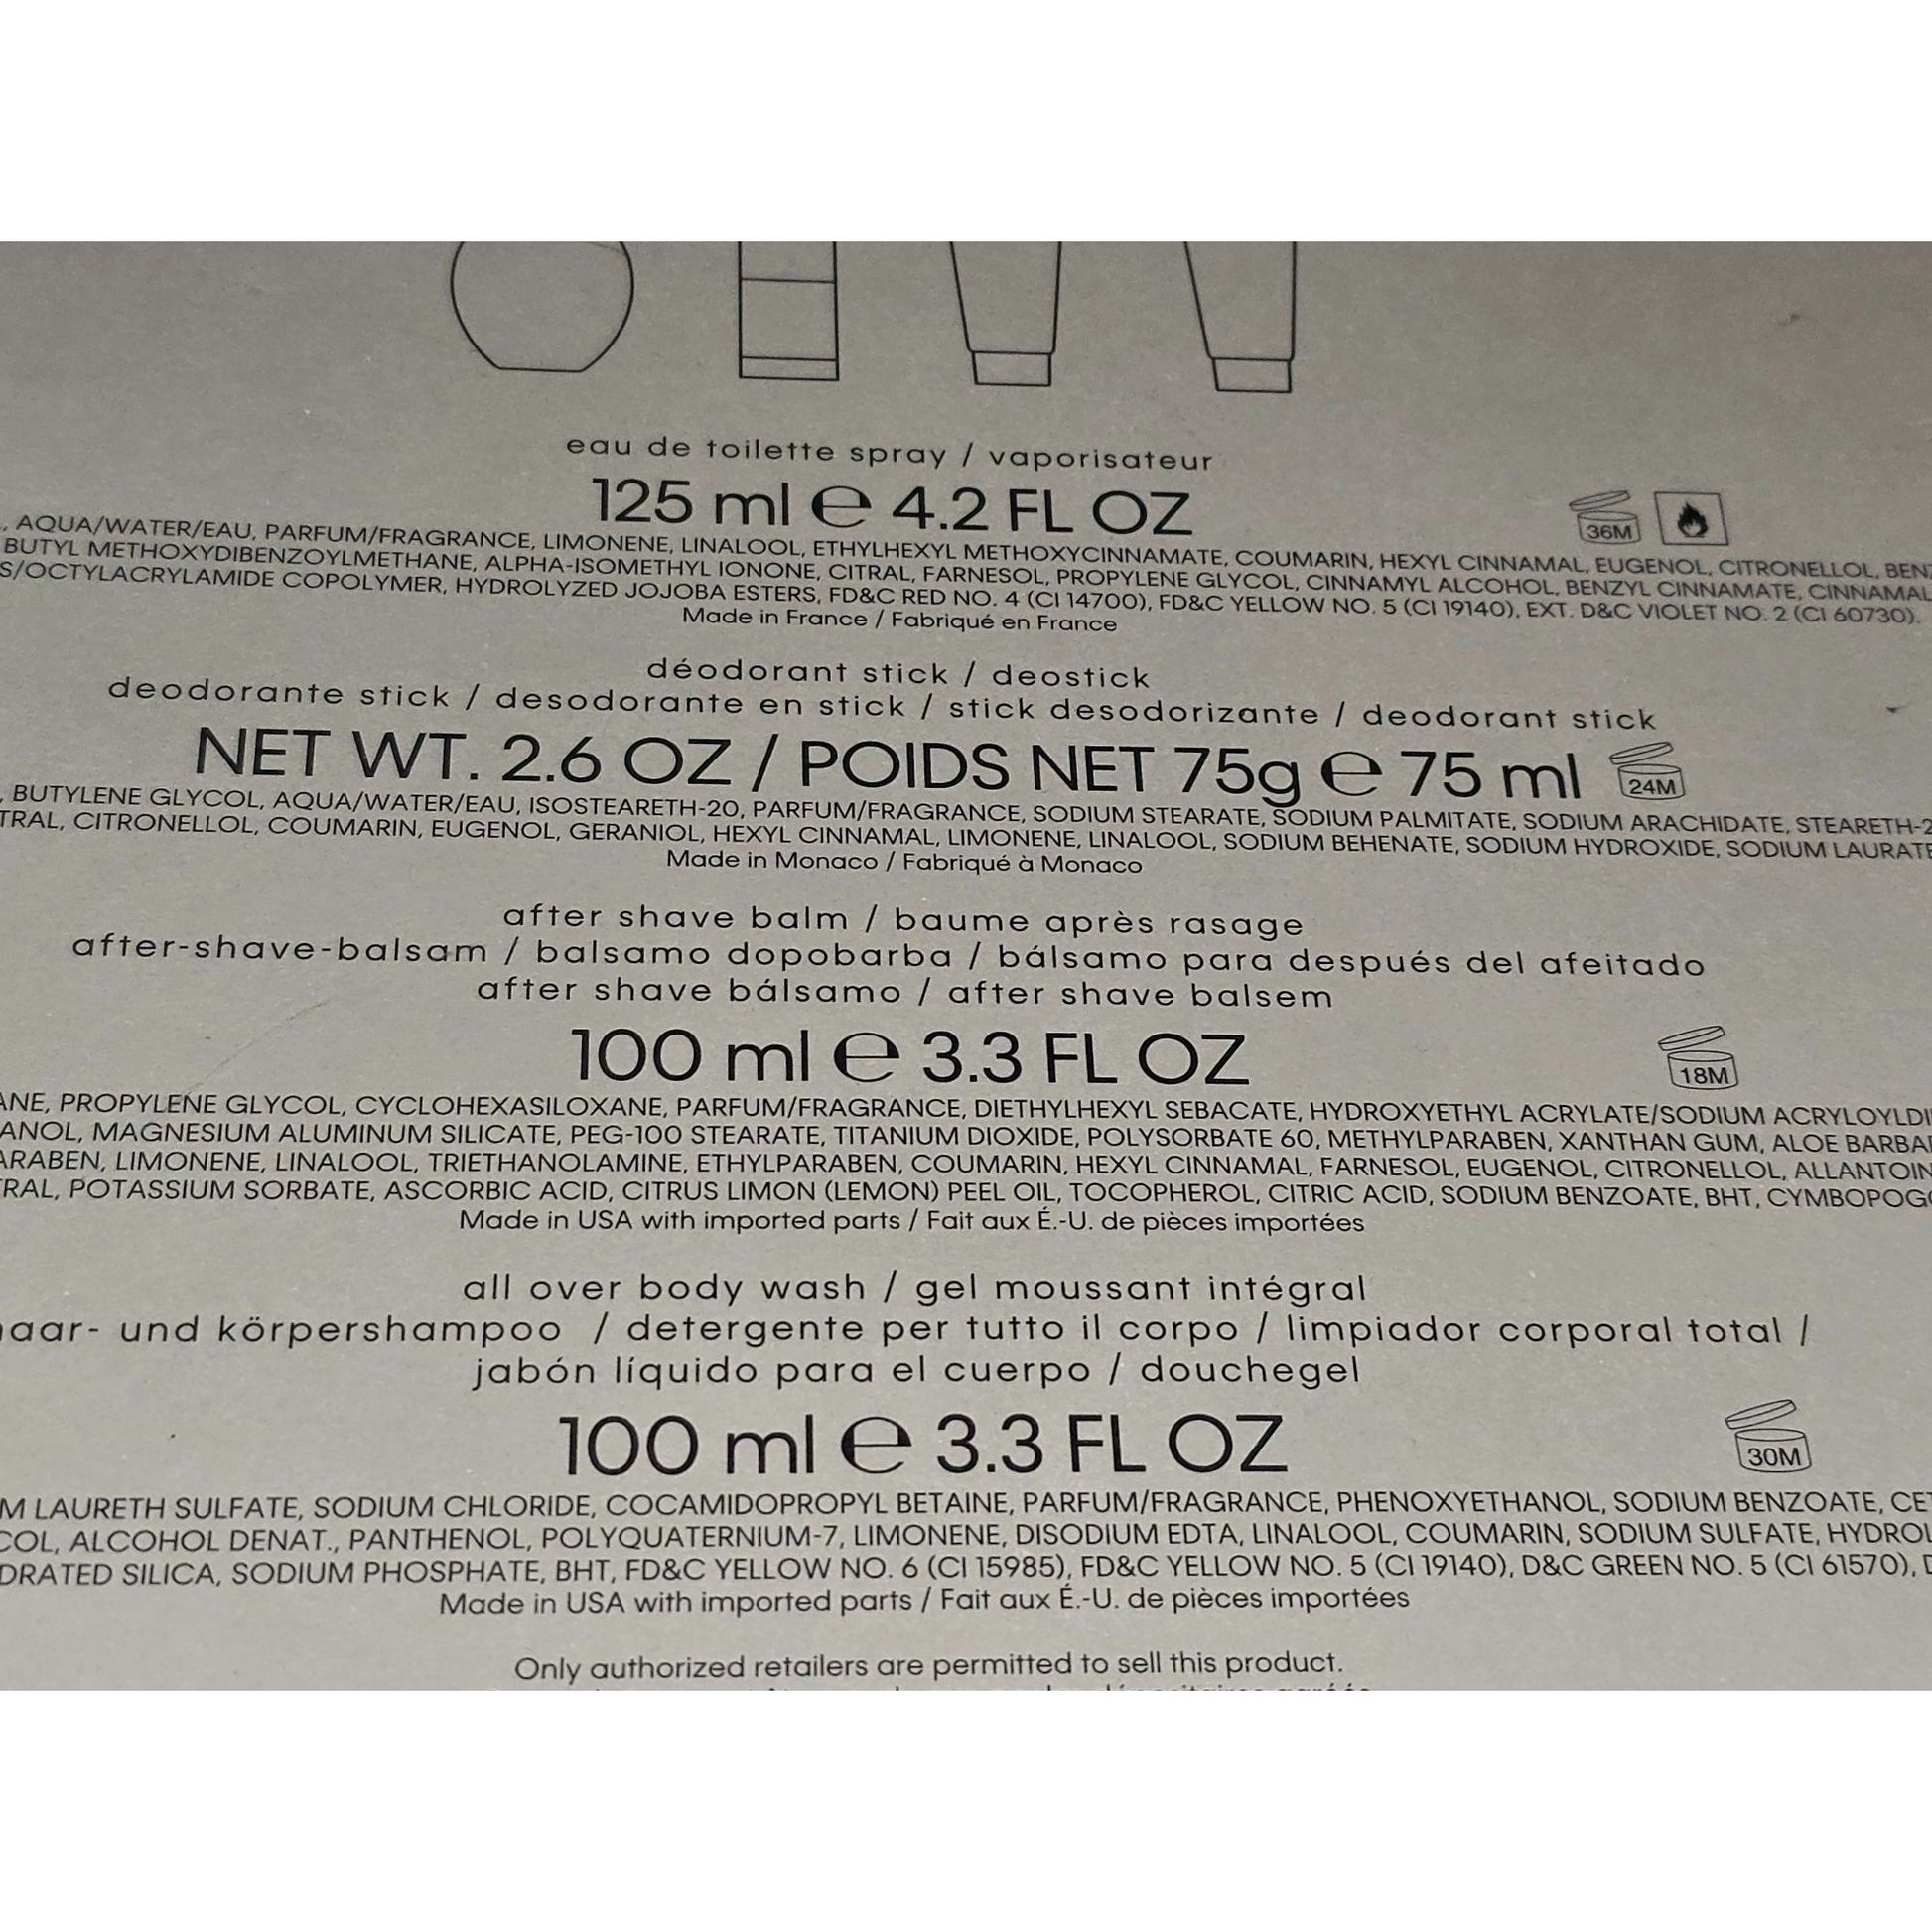 eau de toilette spray / vaporisateur
125 ml e 4.2 FL OZ
36M
, AQUA/WATER/EAU, PARFUM/FRAGRANCE, LIMONENE, LINALOOL, ETHYLHEXYL METHOXYCINNAMATE, COUMARIN, HEXYL CINNAMAL, EUGENOL, CITRONELLOL,
BUTYL METHOXYDIBENZOYLMETHANE, ALPHA-ISOMETHYL IONONE, CITRAL, FARNESOL, PROPYLENE GLYCOL, CINNAMYL ALCOHOL, BENZYL CINNAMATE, CINNAMAL
S/OCTYLACRYLAMIDE COPOLYMER, HYDROLYZED JOJOBA ESTERS, FD&C RED NO. 4 (CI 14700), FD&C YELLOW NO. 5 (CI 19140), EXT. D&C VIOLET NO. 2 (CI 60730).
Made in France / Fabriqué en France
déodorant stick / deostick
deodorante stick / desodorante en stick / stick desodorizante / deodorant stick
NET WT. 2.6 OZ / POIDS NET 75g e 75 ml
24M
, BUTYLENE GLYCOL, AQUA/WATER/EAU, ISOSTEARETH-20, PARFUM/FRAGRANCE, SODIUM STEARATE, SODIUM PALMITATE, SODIUM ARACHIDATE, STEARETH-2
TRAL, CITRONELLOL, COUMARIN, EUGENOL, GERANIOL, HEXYL CINNAMAL, LIMONENE, LINALOOL, SODIUM BEHENATE, SODIUM HYDROXIDE, SODIUM LAURATE
Made in Monaco / Fabriqué à Monaco
after shave balm / baume après rasage
after-shave-balsam / balsamo dopobarba / bálsamo para después del afeitado
after shave bálsamo / after shave balsem
100 ml e 3.3 FL OZ
18M
ANE, PROPYLENE GLYCOL, CYCLOHEXASILOXANE, PARFUM/FRAGRANCE, DIETHYLHEXYL SEBACATE, HYDROXYETHYL ACRYLATE/SODIUM ACRYLOYLDI
ANOL, MAGNESIUM ALUMINUM SILICATE, PEG-100 STEARATE, TITANIUM DIOXIDE, POLYSORBATE 60, METHYLPARABEN, XANTHAN GUM, ALOE BARBA
ARABEN, LIMONENE, LINALOOL, TRIETHANOLAMINE, ETHYLPARABEN, COUMARIN, HEXYL CINNAMAL, FARNESOL, EUGENOL, CITRONELLOL, ALLANTOIN
RAL, POTASSIUM SORBATE, ASCORBIC ACID, CITRUS LIMON (LEMON) PEEL OIL, TOCOPHEROL, CITRIC ACID, SODIUM BENZOATE, BHT, CYMBOPOG
Made in USA with imported parts / Fait aux É.-U. de pièces importées
all over body wash / gel moussant intégral
haar- und körpershampoo / detergente per tutto il corpo / limpiador corporal total /
jabón líquido para el cuerpo / douchegel
100 ml e 3.3 FL OZ
30M
M LAURETH SULFATE, SODIUM CHLORIDE, COCAMIDOPROPYL BETAINE, PARFUM/FRAGRANCE, PHENOXYETHANOL, SODIUM BENZOATE, CET
COL, ALCOHOL DENAT., PANTHENOL, POLYQUATERNIUM-7, LIMONENE, DISODIUM EDTA, LINALOOL, COUMARIN, SODIUM SULFATE, HYDROL
DRATED SILICA, SODIUM PHOSPHATE, BHT, FD&C YELLOW NO. 6 (CI 15985), FD&C YELLOW NO. 5 (CI 19140), D&C GREEN NO. 5 (CI 61570),
Made in USA with imported parts / Fait aux É.-U. de pièces importées
Only authorized retailers are permitted to sell this product.